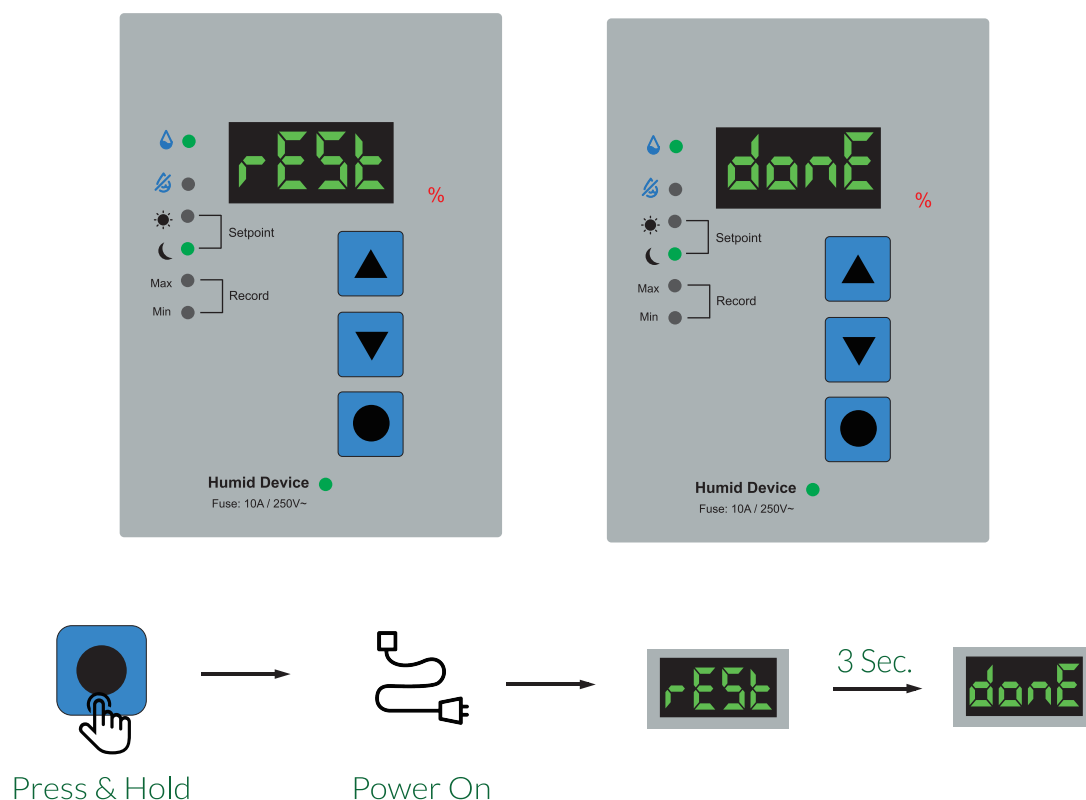 rESt
%
Setpoint
Max
Record
Min
Humid Device
Fuse: 10A / 250V~
donE
%
Setpoint
Max
Record
Min
Humid Device
Fuse: 10A / 250V~
rESt
3 Sec.
donE
Press & Hold
Power On